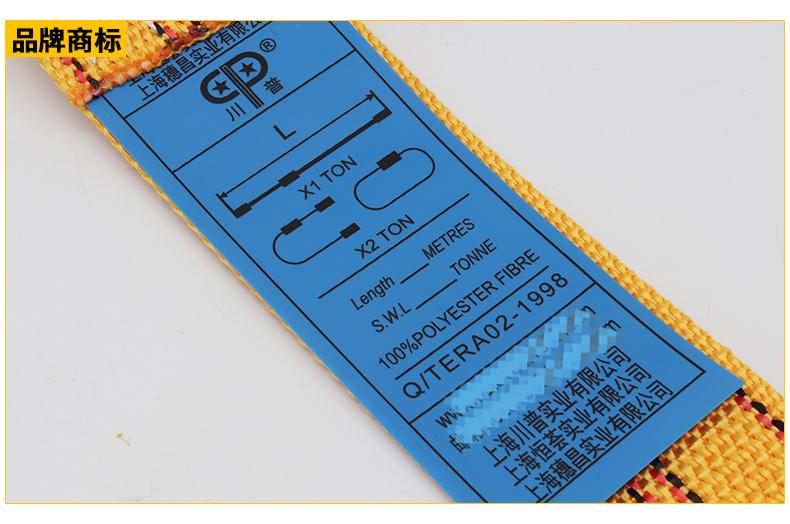 品牌商标
上海穗昌实业有限公
CP®
川普
L
X1 TON
X2 TON
Length ___ METRES
S.W.L ___ TONNE
100%POLYESTER FIBRE
Q/TERA02-1998
上海川普实业有限公司
上海恒荟实业有限公司
上海穗昌实业有限公司